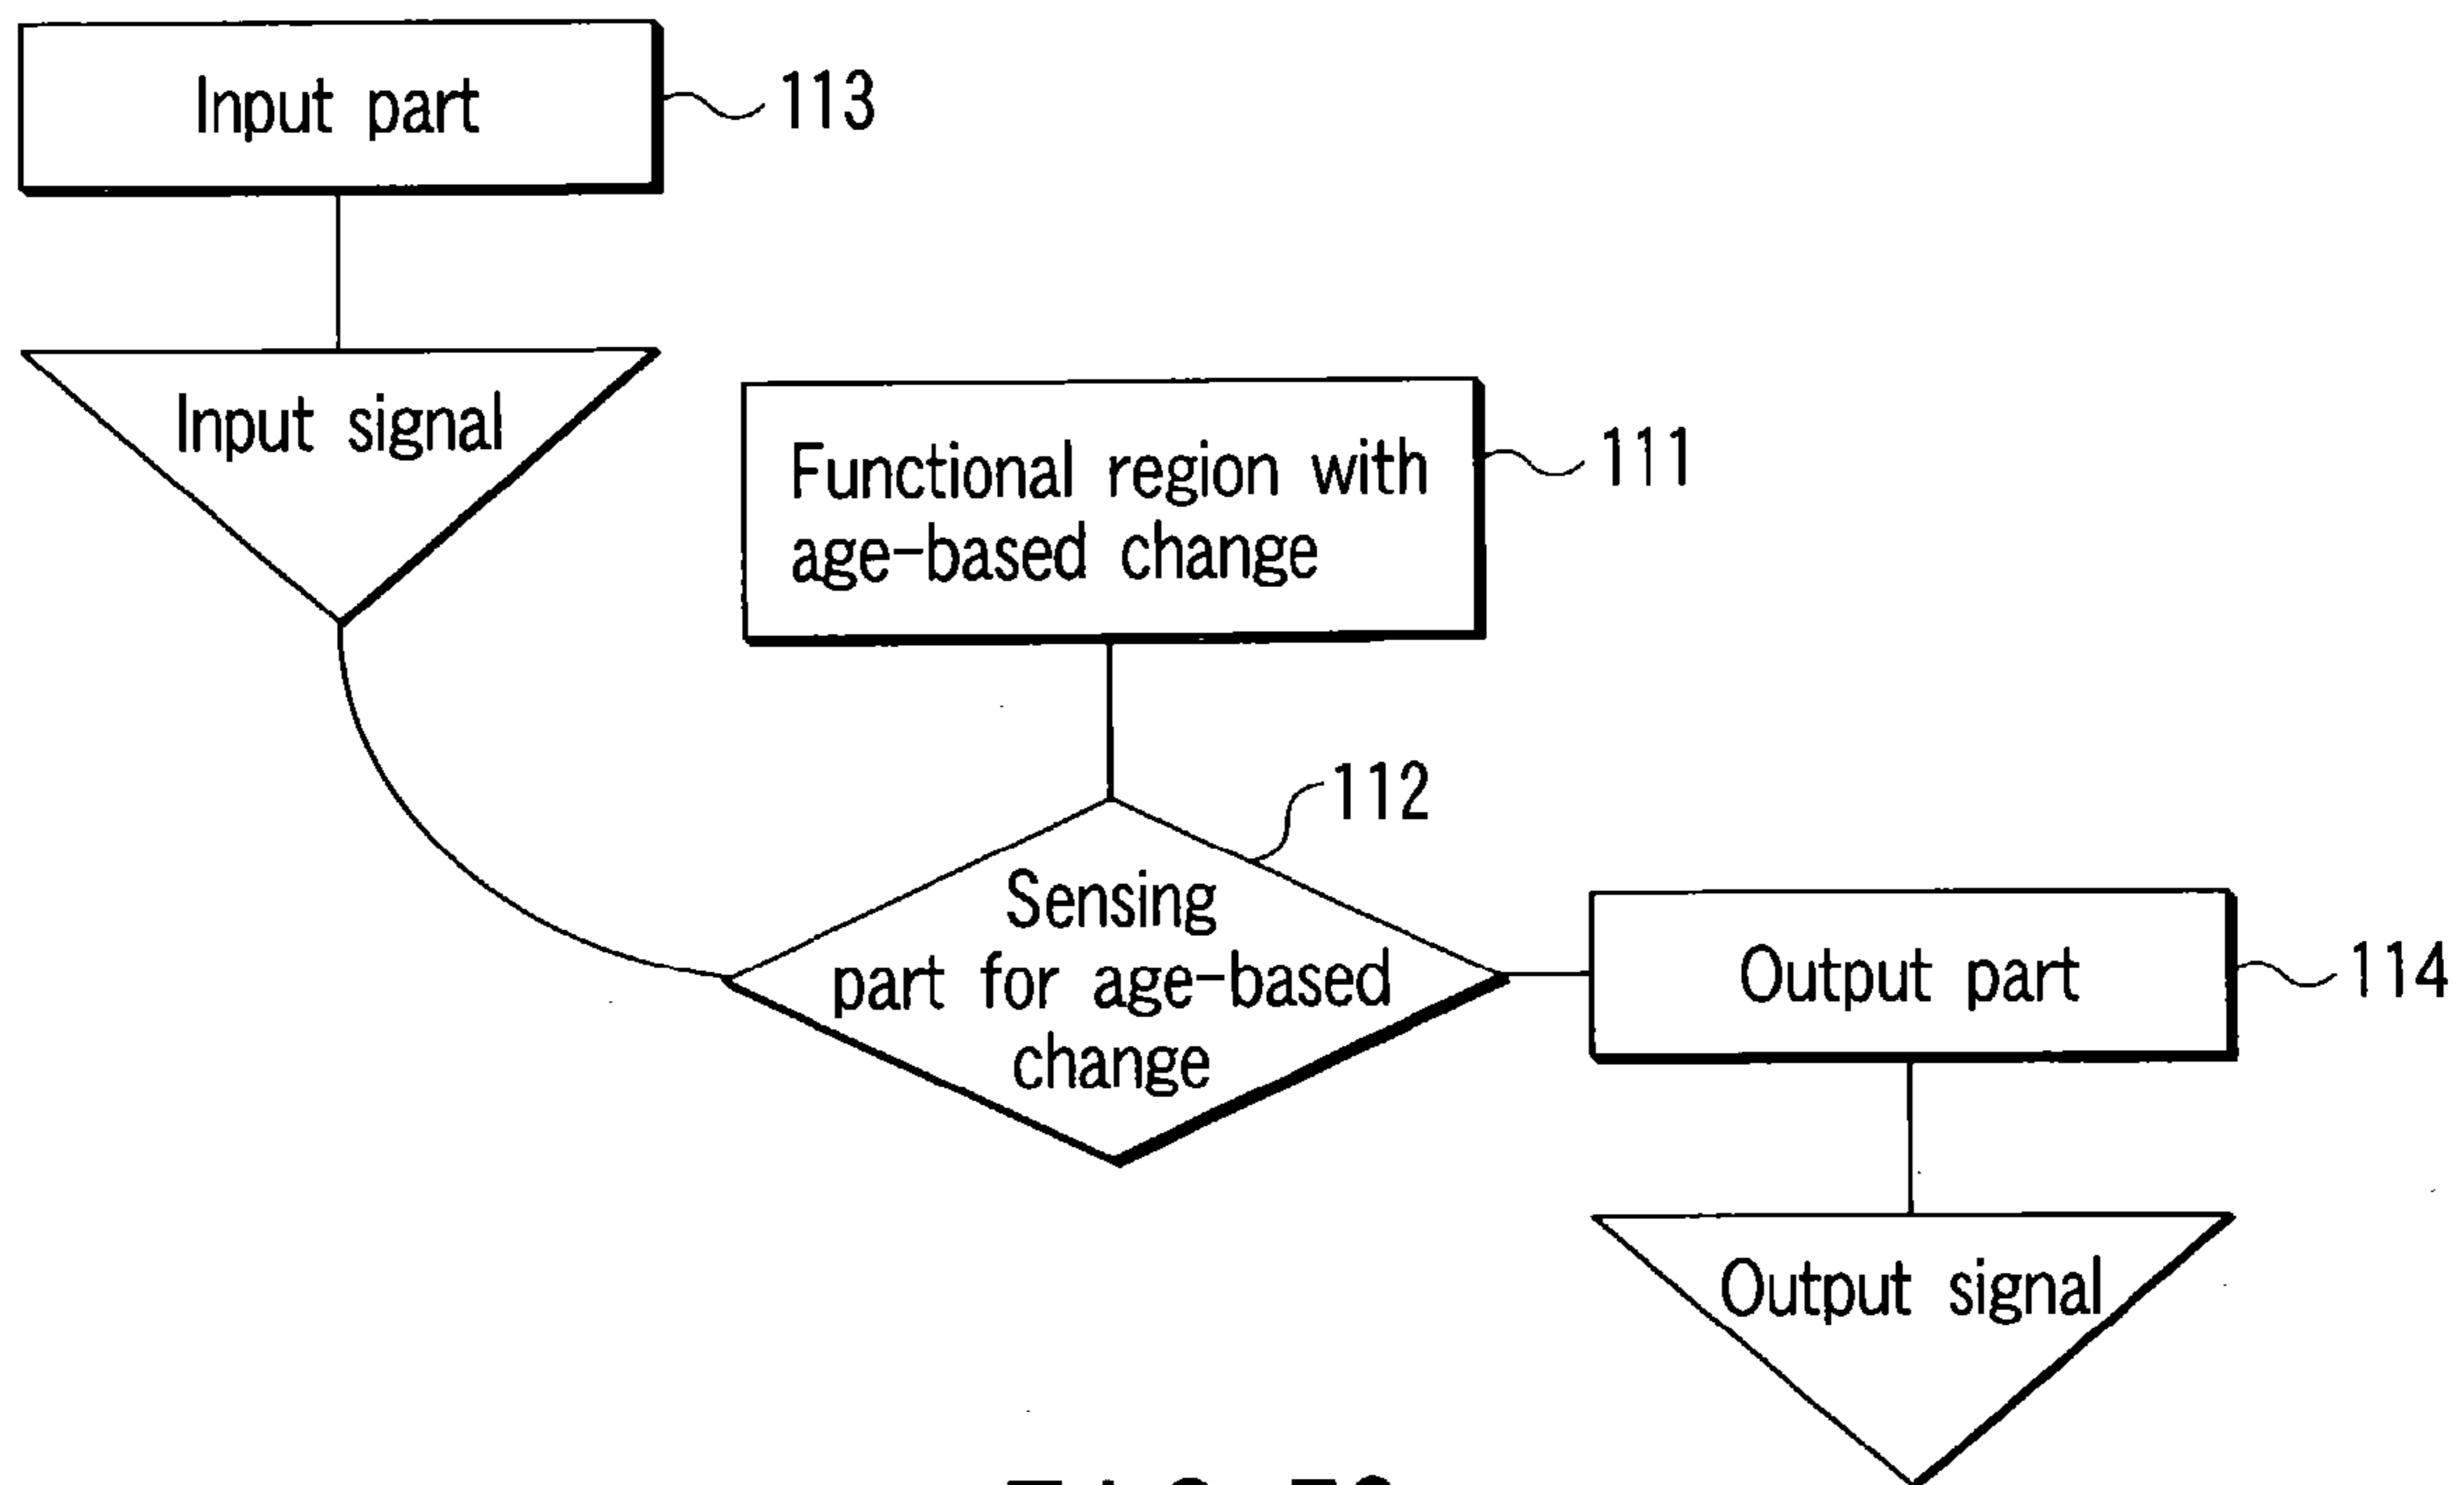 Input part
113
Input signal
Functional region with
age-based change
111
112
Sensing
part for age-based
change
Output part
114
Output signal